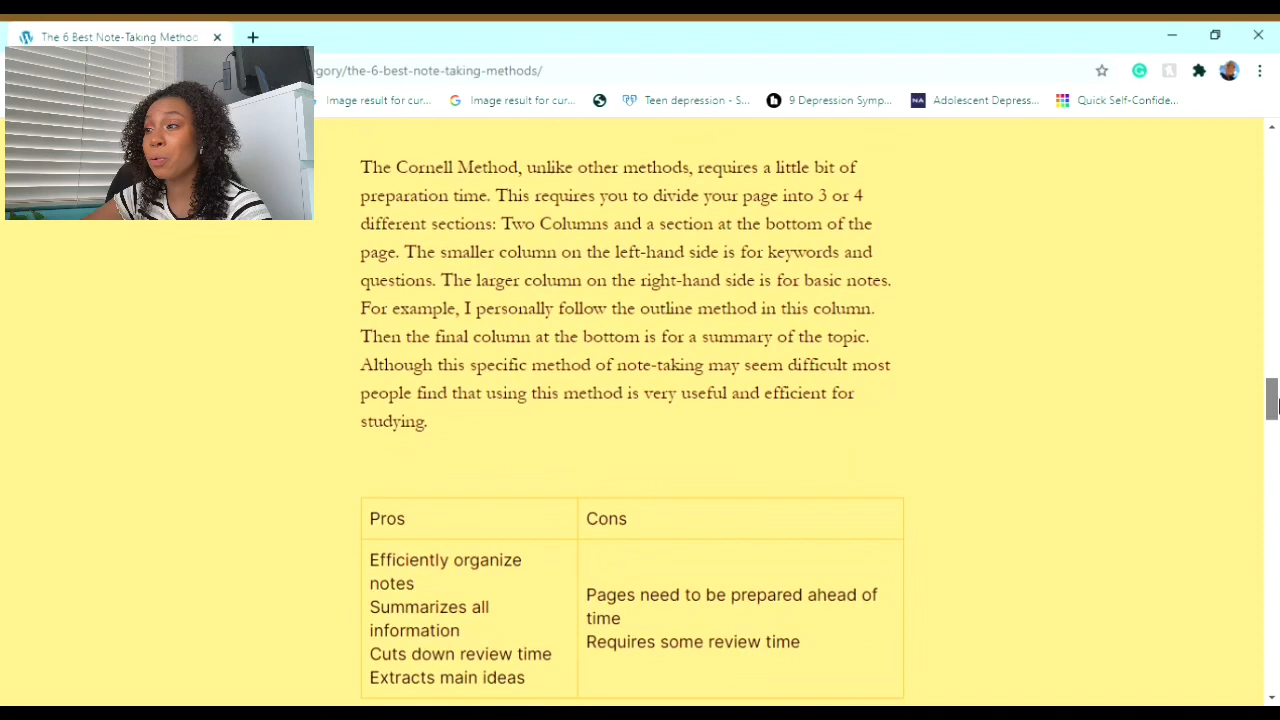 The 6 Best Note-Taking Metho
gory/the-6-best-note-taking-methods/
Image result for cur...
Image result for cur...
Teen depression - S...
9 Depression Symp...
NA
Adolescent Depress...
Quick Self-Confide...
The Cornell Method, unlike other methods, requires a little bit of
preparation time. This requires you to divide your page into 3 or 4
different sections: Two Columns and a section at the bottom of the
page. The smaller column on the left-hand side is for keywords and
questions. The larger column on the right-hand side is for basic notes.
For example, I personally follow the outline method in this column.
Then the final column at the bottom is for a summary of the topic.
Although this specific method of note-taking may seem difficult most
people find that using this method is very useful and efficient for
studying.
Pros
Cons
Efficiently organize
notes
Summarizes all
information
Cuts down review time
Extracts main ideas
Pages need to be prepared ahead of
time
Requires some review time